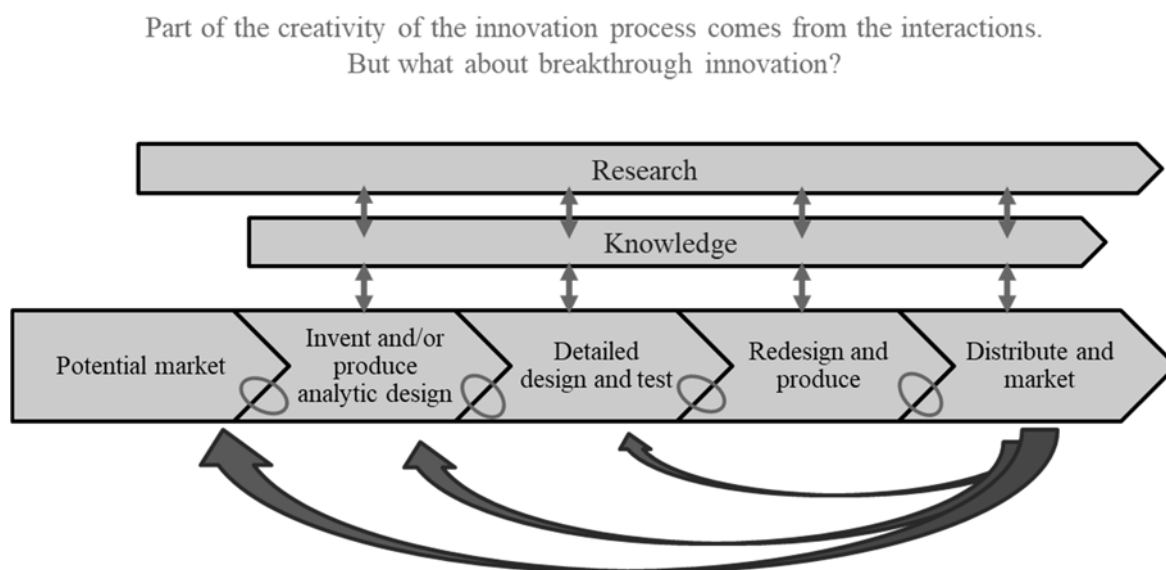 Part of the creativity of the innovation process comes from the interactions.
But what about breakthrough innovation?
Research
Knowledge
Potential market
Invent and/or
produce
analytic design
Detailed
design and test
Redesign and
produce
Distribute and
market